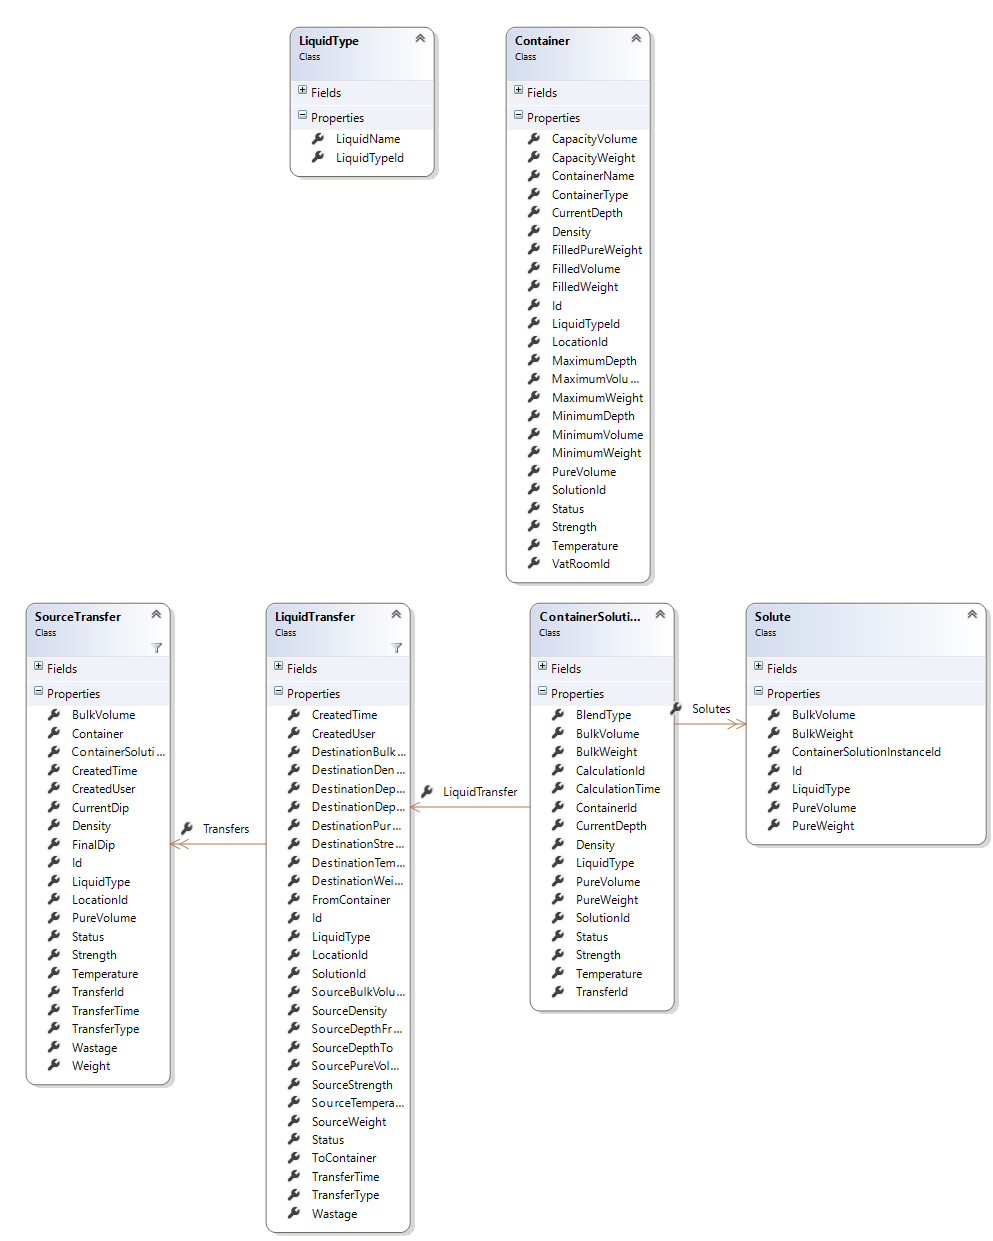 LiquidType
Class
Fields
Properties
LiquidName
LiquidTypeId
Container
Class
Fields
Properties
CapacityVolume
CapacityWeight
ContainerName
ContainerType
CurrentDepth
Density
FilledPureWeight
FilledVolume
FilledWeight
Id
LiquidTypeId
LocationId
MaximumDepth
MaximumVolu...
MaximumWeight
MinimumDepth
MinimumVolume
MinimumWeight
PureVolume
SolutionId
Status
Strength
Temperature
VatRoomId
SourceTransfer
Class
Fields
Properties
BulkVolume
Container
ContainerSoluti...
CreatedTime
CreatedUser
CurrentDip
Density
FinalDip
Id
LiquidType
LocationId
PureVolume
Status
Strength
Temperature
TransferId
TransferTime
TransferType
Wastage
Weight
Transfers
LiquidTransfer
Class
Fields
Properties
CreatedTime
CreatedUser
DestinationBulk...
DestinationDen...
DestinationDep...
DestinationDep...
DestinationPur...
DestinationStre...
DestinationTem...
DestinationWei...
FromContainer
Id
LiquidType
LocationId
SolutionId
SourceBulkVolu...
SourceDensity
SourceDepthFr...
SourceDepthTo
SourcePureVol...
SourceStrength
SourceTempera...
SourceWeight
Status
ToContainer
TransferTime
TransferType
Wastage
LiquidTransfer
ContainerSoluti...
Class
Fields
Properties
BlendType
BulkVolume
BulkWeight
CalculationId
CalculationTime
ContainerId
CurrentDepth
Density
LiquidType
PureVolume
PureWeight
SolutionId
Status
Strength
Temperature
TransferId
Solutes
Solute
Class
Fields
Properties
BulkVolume
BulkWeight
ContainerSolutionInstanceId
Id
LiquidType
PureVolume
PureWeight